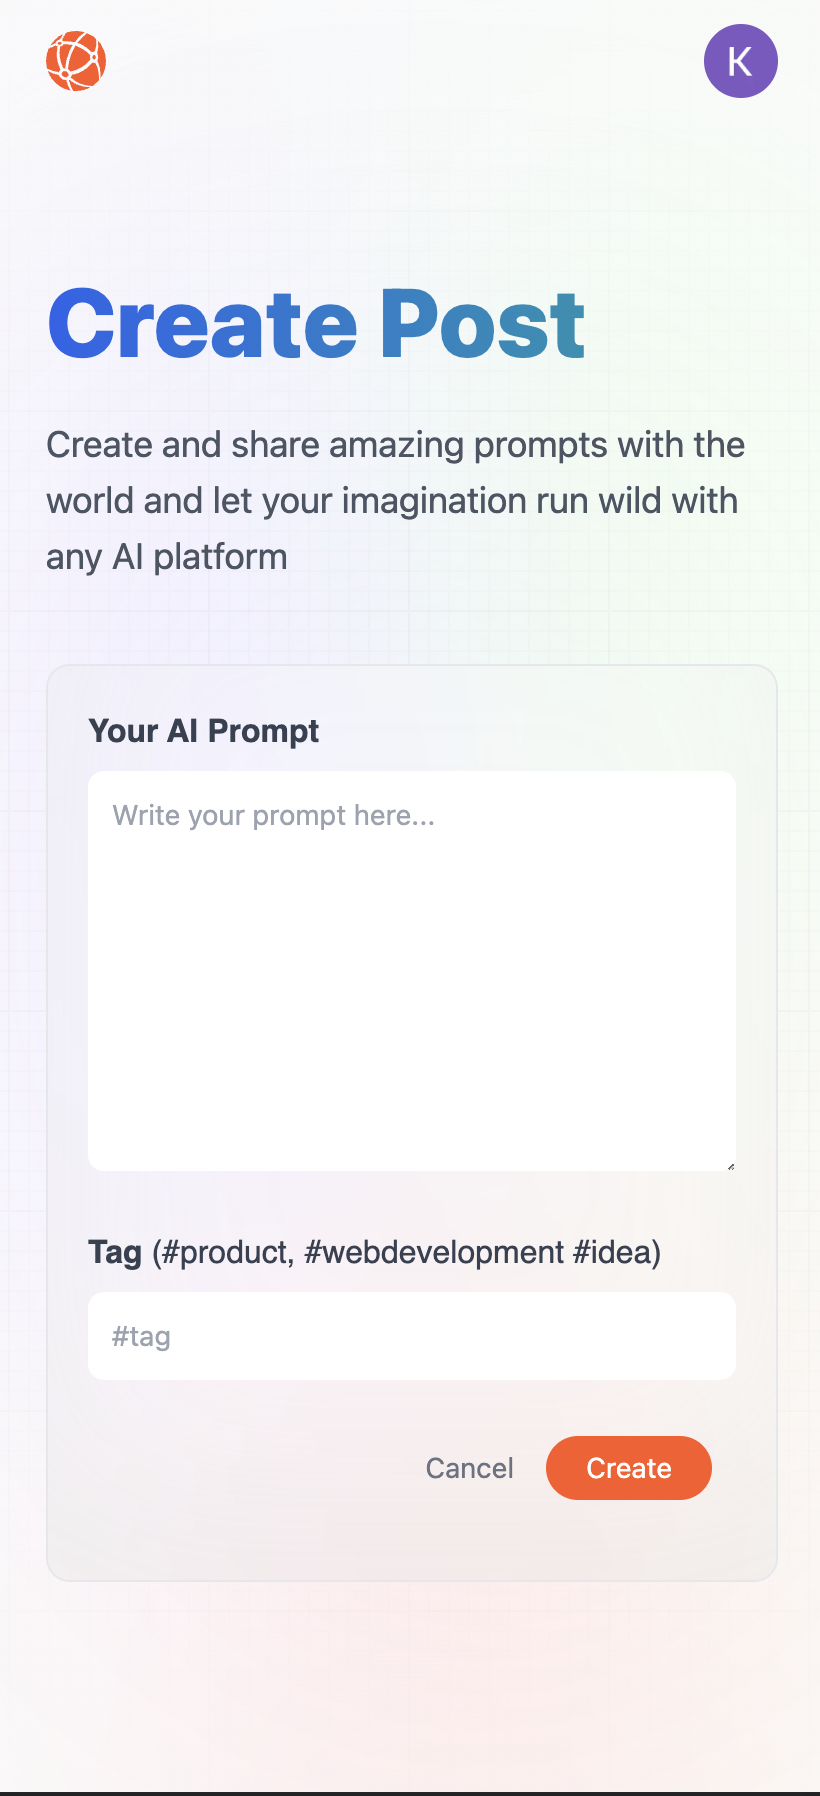 K
Create Post
Create and share amazing prompts with the
world and let your imagination run wild with
any AI platform
Your AI Prompt
Write your prompt here...
Tag (#product, #webdevelopment #idea)
#tag
Cancel Create